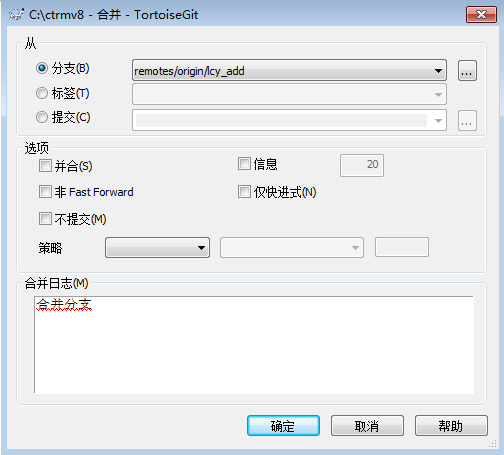 C:\ctrmv8 - 合并 - TortoiseGit
从
分支(B)
remotes/origin/lcy_add
...
标签(T)
提交(C)
...
选项
并合(S)
信息
20
非 Fast Forward
仅快进式(N)
不提交(M)
策略
合并日志(M)
合并分支
确定
取消
帮助